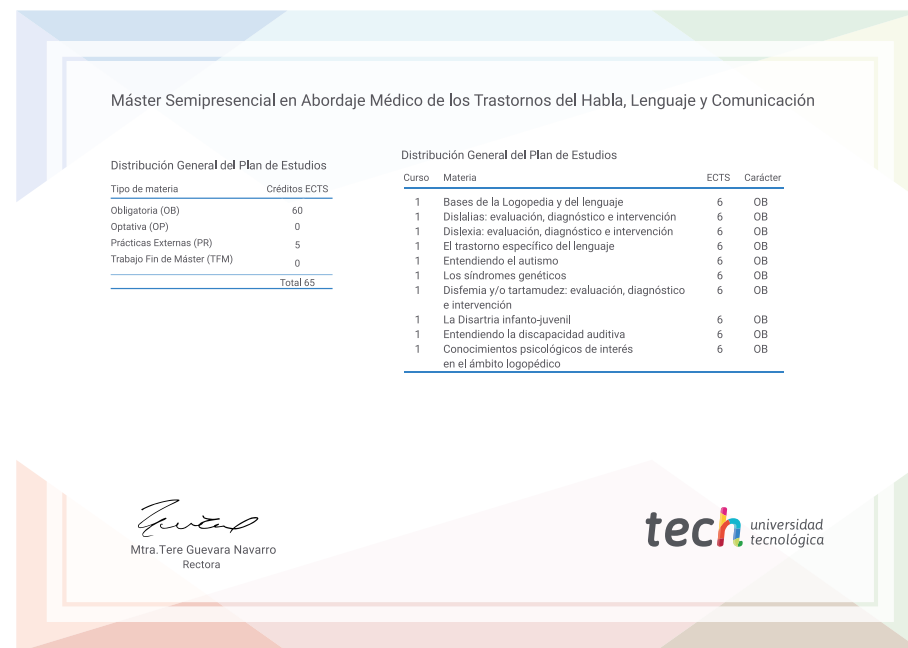 Máster Semipresencial en Abordaje Médico de los Trastornos del Habla, Lenguaje y Comunicación
Distribución General del Plan de Estudios
Tipo de materia Créditos ECTS
Obligatoria (OB) 60
Optativa (OP) 0
Prácticas Externas (PR) 5
Trabajo Fin de Máster (TFM) 0
Total 65
Distribución General del Plan de Estudios
Curso Materia ECTS Carácter
1 Bases de la Logopedia y del lenguaje 6 OB
1 Dislalias: evaluación, diagnóstico e intervención 6 OB
1 Dislexia: evaluación, diagnóstico e intervención 6 OB
1 El trastorno específico del lenguaje 6 OB
1 Entendiendo el autismo 6 OB
1 Los síndromes genéticos 6 OB
1 Disfemia y/o tartamudez: evaluación, diagnóstico 6 OB
e intervención
1 La Disartria infanto-juvenil 6 OB
1 Entendiendo la discapacidad auditiva 6 OB
1 Conocimientos psicológicos de interés 6 OB
en el ámbito logopédico
Mtra.Tere Guevara Navarro
Rectora
tech universidad
tecnológica